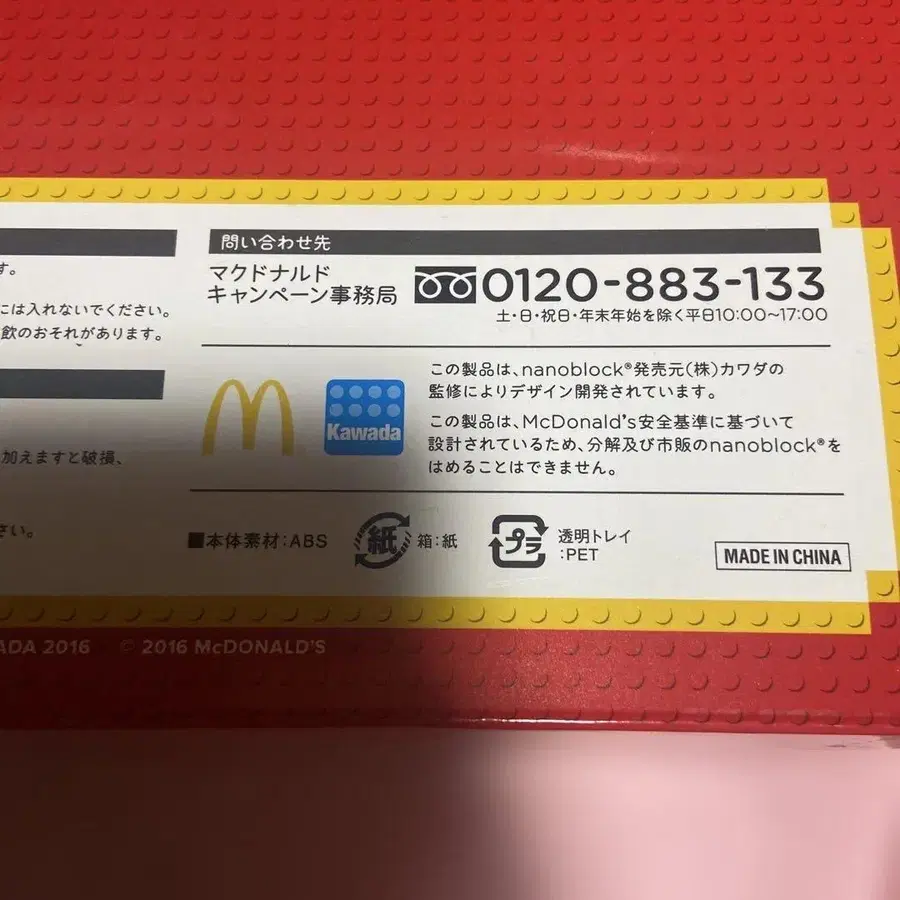 す。
には入れないでください。
飲のおそれがあります。
加えますと破損、
さい。
問い合わせ先
マクドナルド
キャンペーン事務局
0120-883-133
土・日・祝日・年末年始を除く平日10:00〜17:00
m
Kawada
この製品は、nanoblock®発売元(株)カワダの
監修によりデザイン開発されています。
この製品は、McDonald's安全基準に基づいて
設計されているため、分解及び市販のnanoblock®を
はめることはできません。
■本体素材:ABS
紙
箱:紙
プラ
透明トレイ
:PET
MADE IN CHINA
ADA 2016 © 2016 McDONALD'S